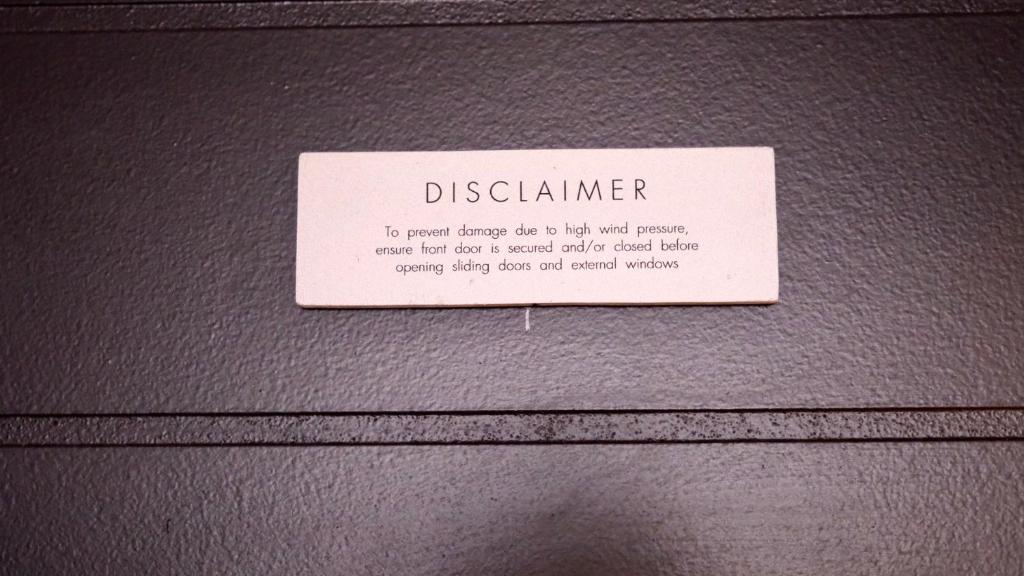 DISCLAIMER
To prevent damage due to high wind pressure,
ensure front door is secured and/or closed before
opening sliding doors and external windows